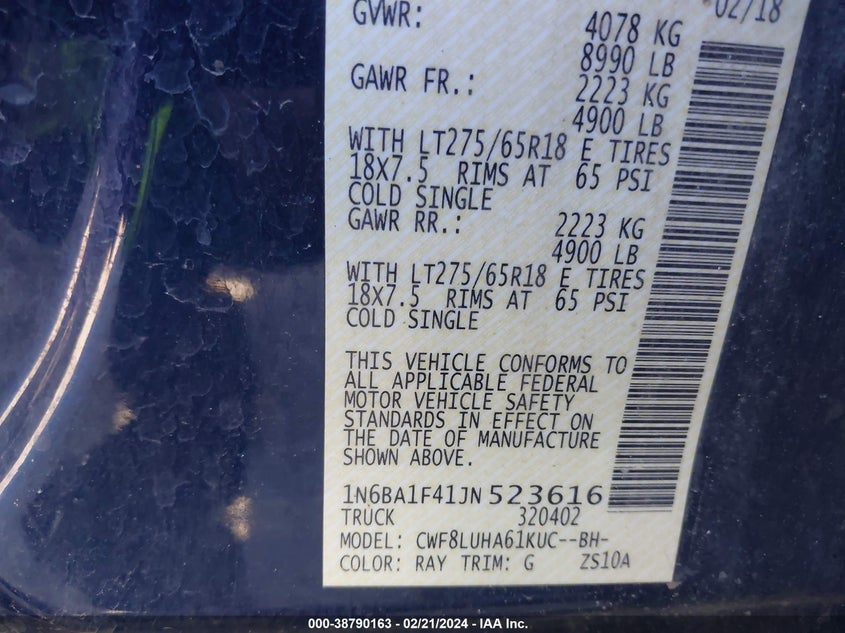 02/18
GVWR: 4078 KG
8990 LB
GAWR FR.: 2223 KG
4900 LB
WITH LT275/65R18 E TIRES
18X7.5 RIMS AT 65 PSI
COLD SINGLE
GAWR RR.: 2223 KG
4900 LB
WITH LT275/65R18 E TIRES
18X7.5 RIMS AT 65 PSI
COLD SINGLE
THIS VEHICLE CONFORMS TO
ALL APPLICABLE FEDERAL
MOTOR VEHICLE SAFETY
STANDARDS IN EFFECT ON
THE DATE OF MANUFACTURE
SHOWN ABOVE.
1N6BA1F41JN523616
TRUCK 320402
MODEL: CWF8LUHA61KUC--BH-
COLOR: RAY TRIM: G ZS10A
000-38790163 - 02/21/2024 - IAA Inc.